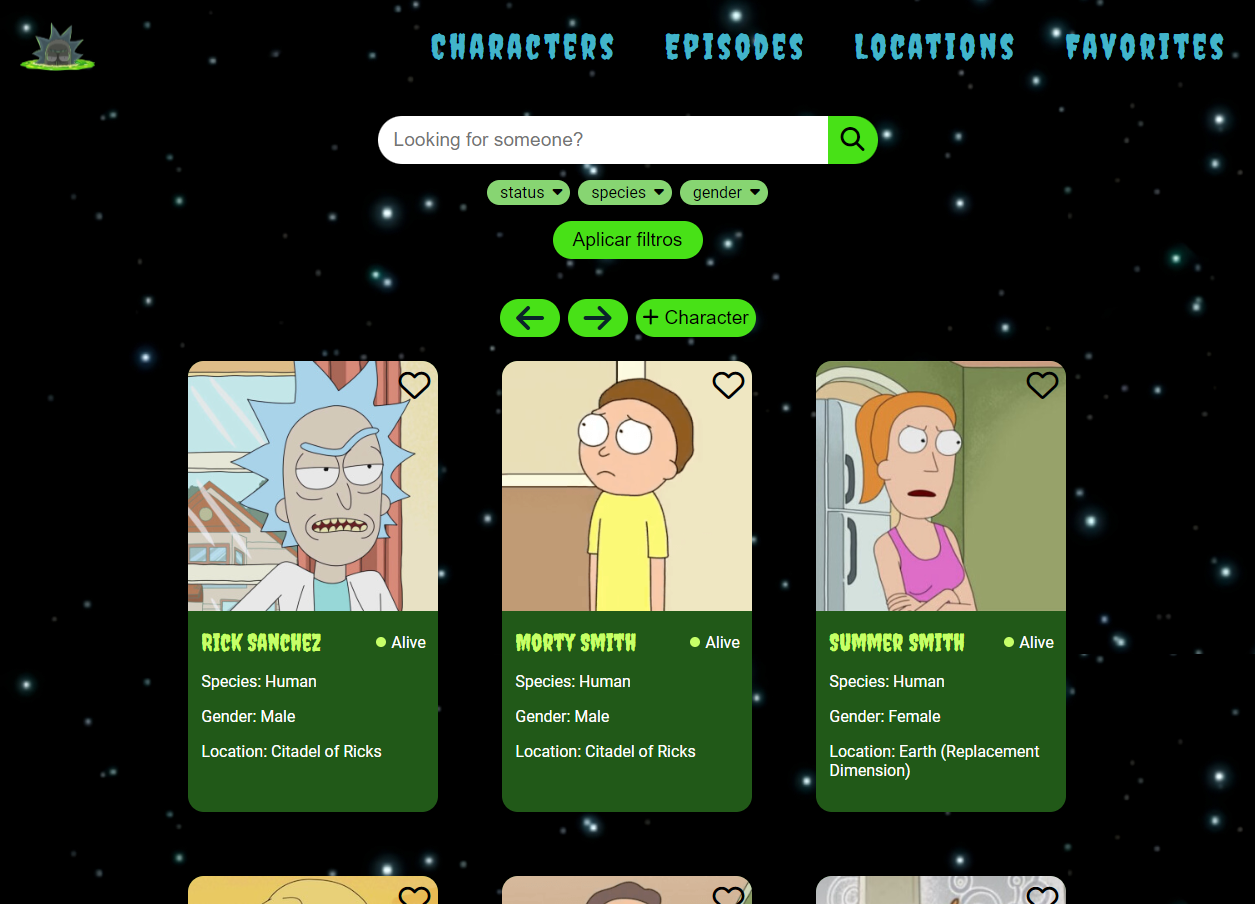 CHARACTERS EPISODES LOCATIONS FAVORITES
Looking for someone?
status species gender
Aplicar filtros
+ Character
RICK SANCHEZ Alive
Species: Human
Gender: Male
Location: Citadel of Ricks
MORTY SMITH Alive
Species: Human
Gender: Male
Location: Citadel of Ricks
SUMMER SMITH Alive
Species: Human
Gender: Female
Location: Earth (Replacement
Dimension)